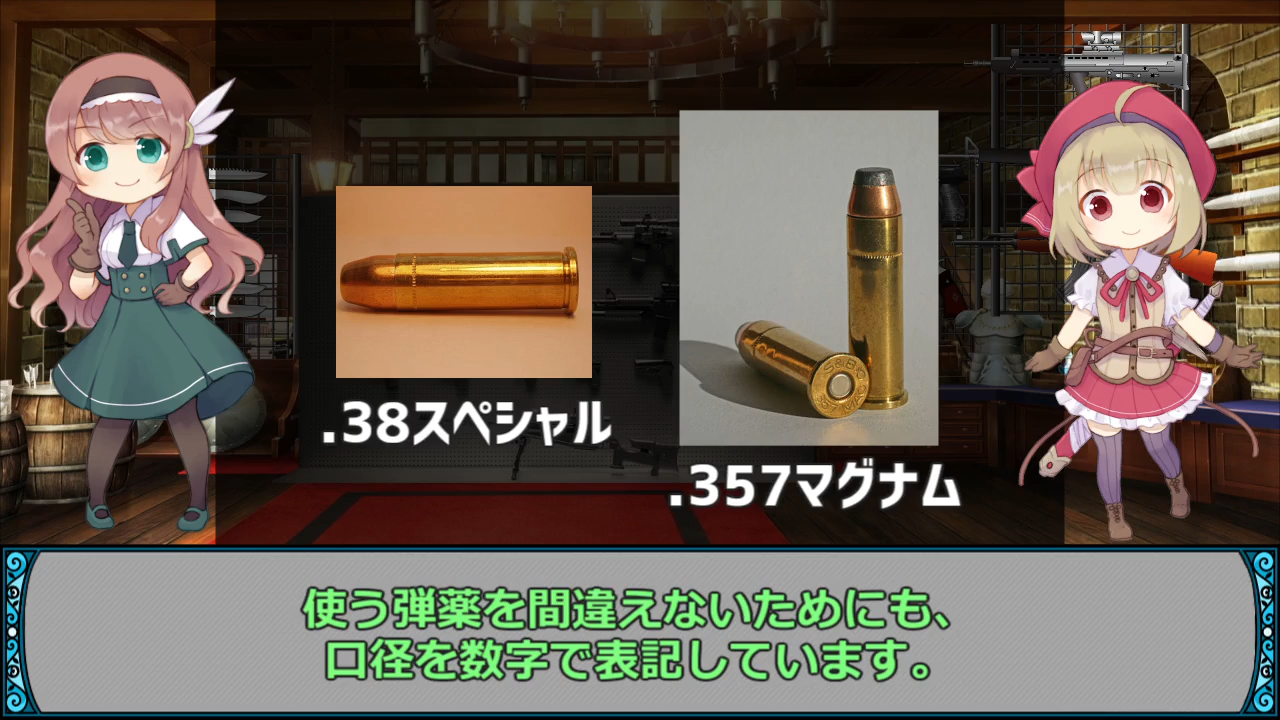 .38スペシャル
.357マグナム
使う弾薬を間違えないためにも、
口径を数字で表記しています。